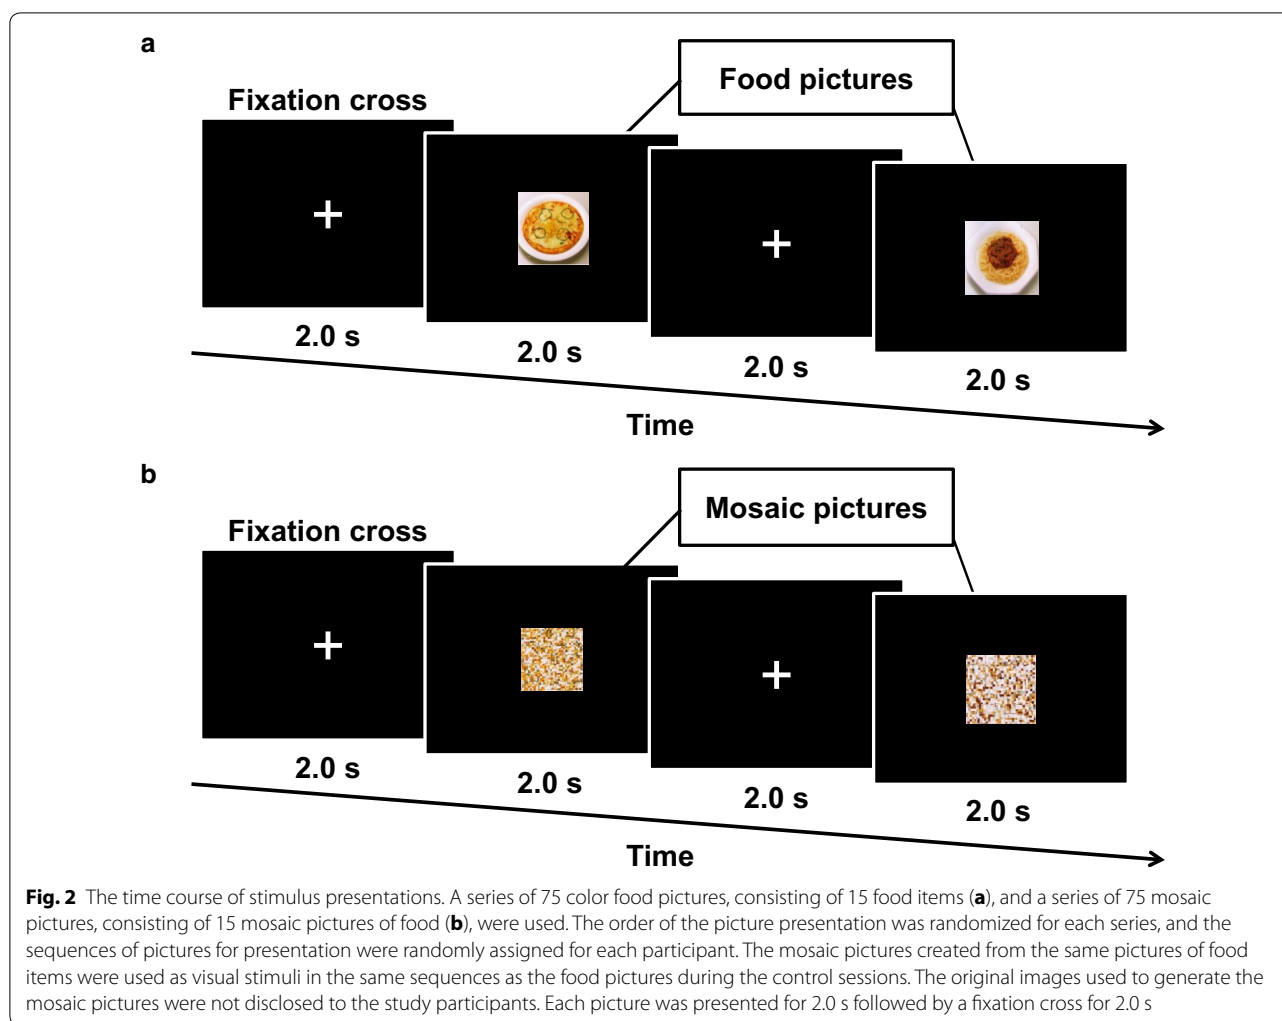 a
Food pictures
Fixation cross
2.0 s
2.0 s
2.0 s
2.0 s
Time
b
Mosaic pictures
Fixation cross
2.0 s
2.0 s
2.0 s
2.0 s
Time
Fig. 2 The time course of stimulus presentations. A series of 75 color food pictures, consisting of 15 food items (a), and a series of 75 mosaic
pictures, consisting of 15 mosaic pictures of food (b), were used. The order of the picture presentation was randomized for each series, and the
sequences of pictures for presentation were randomly assigned for each participant. The mosaic pictures created from the same pictures of food
items were used as visual stimuli in the same sequences as the food pictures during the control sessions. The original images used to generate the
mosaic pictures were not disclosed to the study participants. Each picture was presented for 2.0 s followed by a fixation cross for 2.0 s